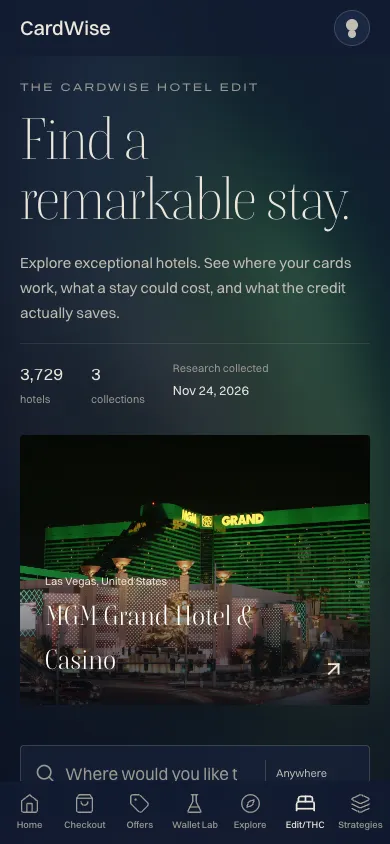 CardWise
THE CARDWISE HOTEL EDIT
Find a
remarkable stay.
Explore exceptional hotels. See where your cards
work, what a stay could cost, and what the credit
actually saves.
3,729
hotels
3
collections
Research collected
Nov 24, 2026
MGM GRAND
Las Vegas, United States
MGM Grand Hotel &
Casino
Where would you like t
Anywhere
Home
Checkout
Offers
Wallet Lab
Explore
Edit/THC
Strategies